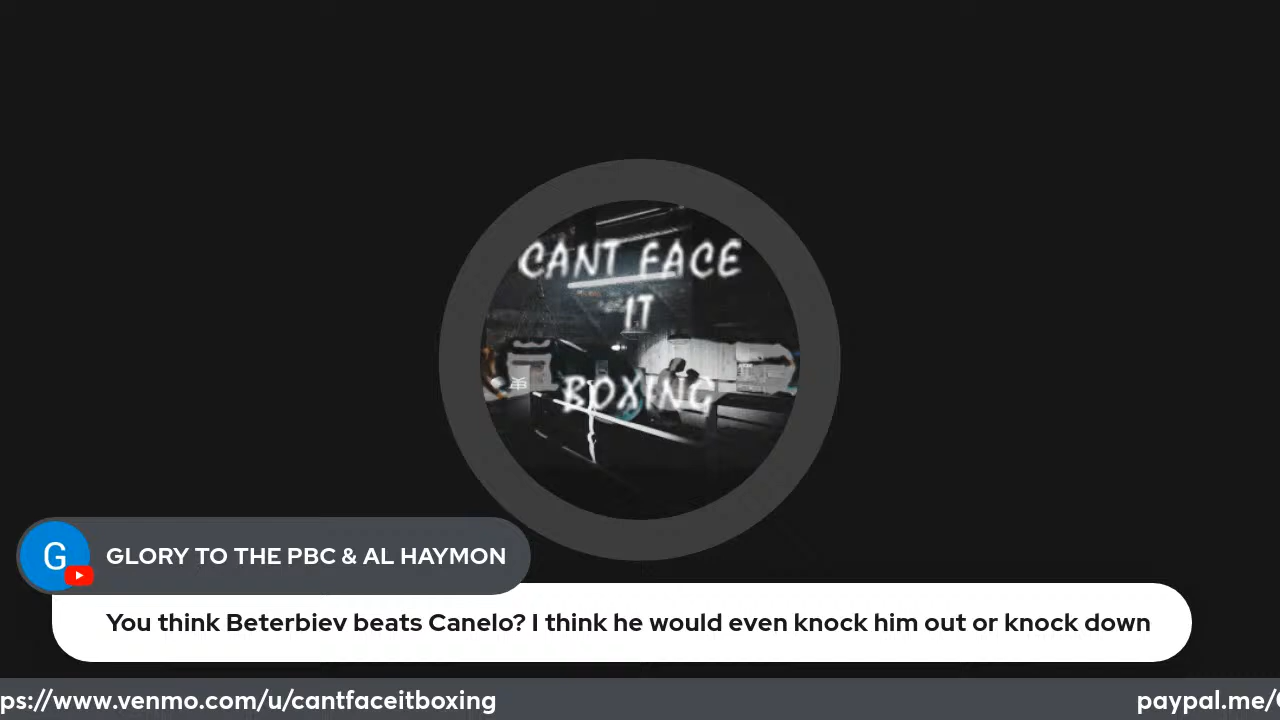 CANT FACE
IT
BOXING
G
GLORY TO THE PBC & AL HAYMON
You think Beterbiev beats Canelo? I think he would even knock him out or knock down
ps://www.venmo.com/u/cantfaceitboxing
paypal.me/